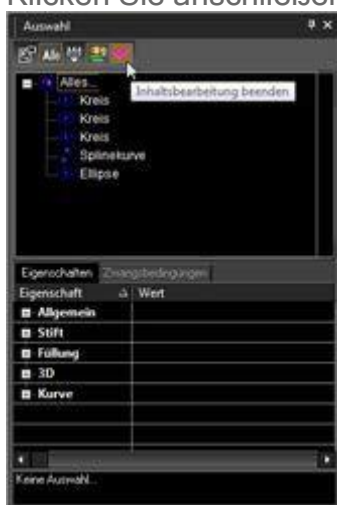 Klicken Sie anschließen
Auswahl
Alle
Alles...
Inhaltsbearbeitung beenden
Kreis
Kreis
Kreis
Splinekurve
Ellipse
Eigenschaften Zwangsbedingungen
Eigenschaft Wert
Allgemein
Stift
Füllung
3D
Kurve
Keine Auswahl...